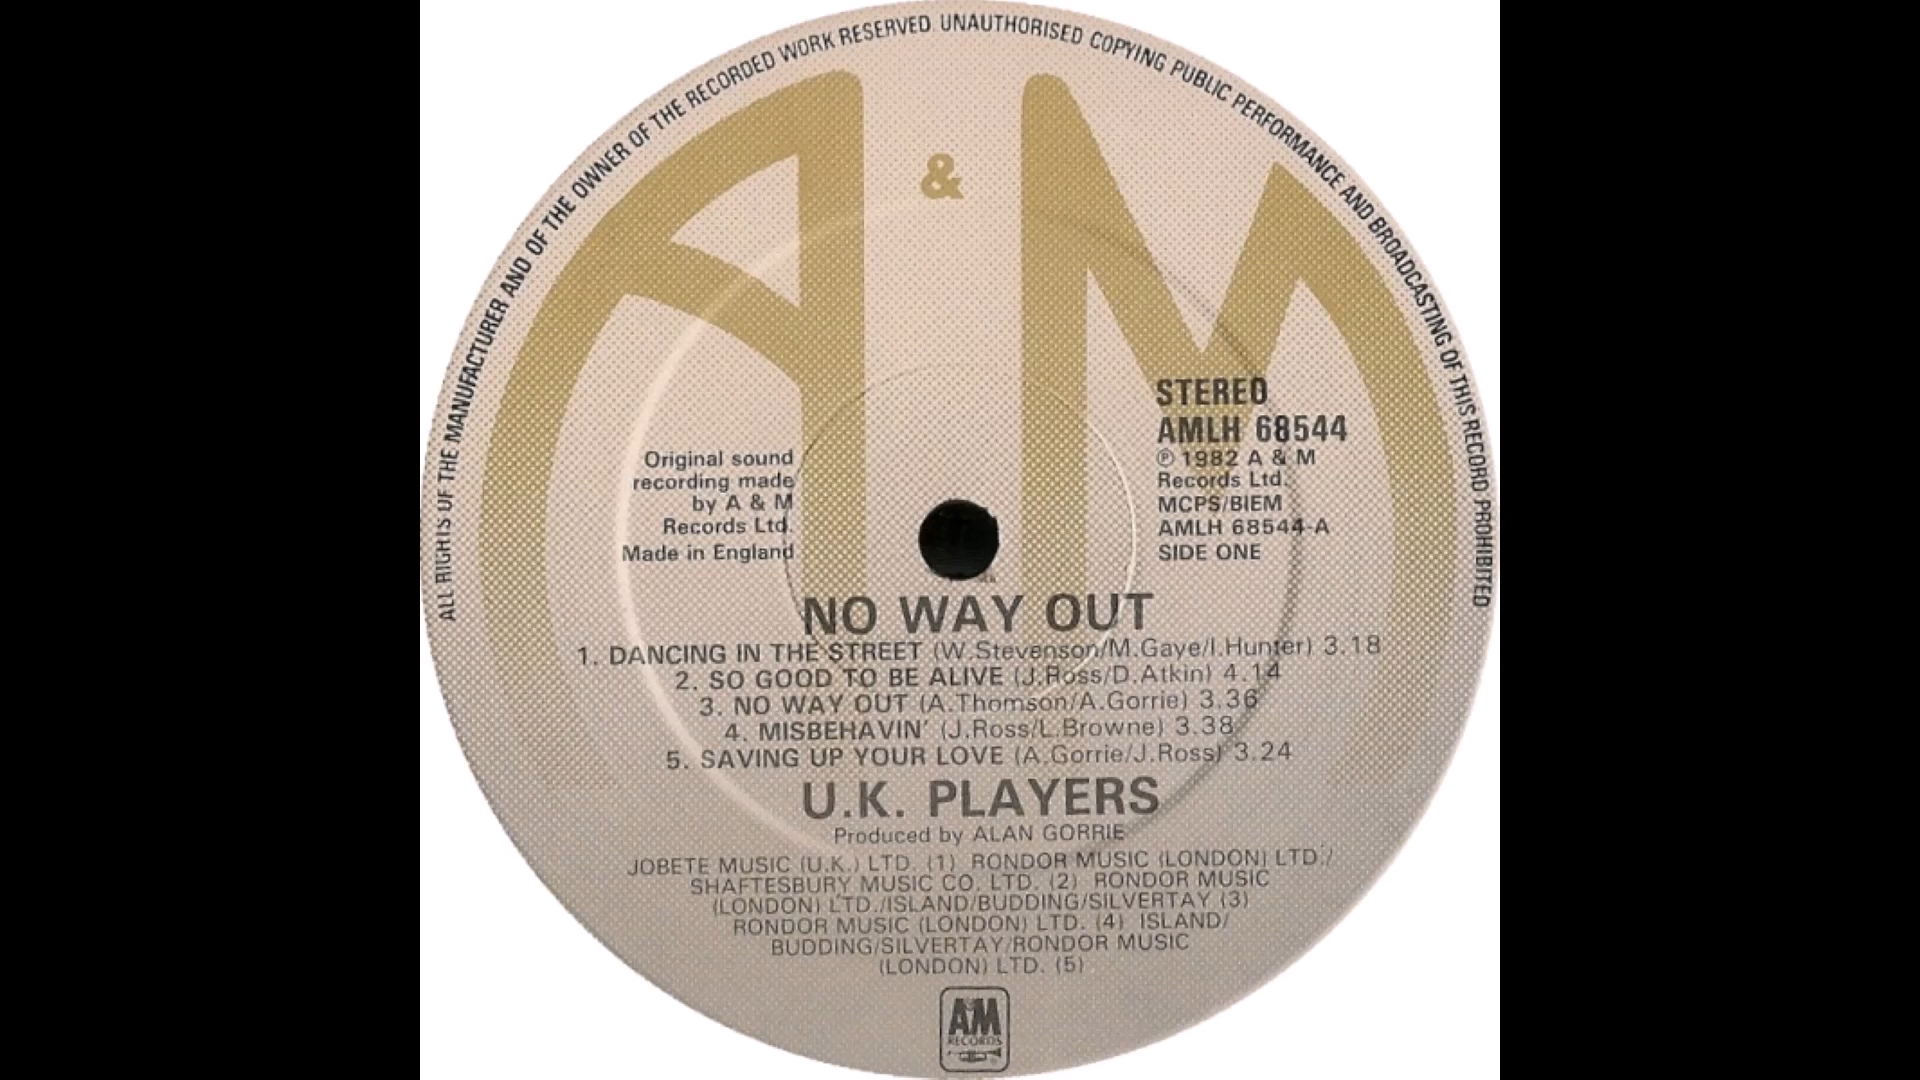 ALL RIGHTS OF THE MANUFACTURER AND OF THE OWNER OF THE RECORDED WORK RESERVED. UNAUTHORISED COPYING PUBLIC PERFORMANCE AND BROADCASTING OF THIS RECORD PROHIBITED
A & M
Original sound
recording made
by A & M
Records Ltd.
Made in England
STEREO
AMLH 68544
℗ 1982 A & M
Records Ltd.
MCPS/BIEM
AMLH 68544-A
SIDE ONE
NO WAY OUT
1. DANCING IN THE STREET (W.Stevenson/M.Gaye/I.Hunter) 3.18
2. SO GOOD TO BE ALIVE (J.Ross/D.Atkin) 4.14
3. NO WAY OUT (A.Thomson/A.Gorrie) 3.36
4. MISBEHAVIN' (J.Ross/L.Browne) 3.38
5. SAVING UP YOUR LOVE (A.Gorrie/J.Ross) 3.24
U.K. PLAYERS
Produced by ALAN GORRIE
JOBETE MUSIC (U.K.) LTD. (1) RONDOR MUSIC (LONDON) LTD./
SHAFTESBURY MUSIC CO. LTD. (2) RONDOR MUSIC
(LONDON) LTD./ISLAND/BUDDING/SILVERTAY (3)
RONDOR MUSIC (LONDON) LTD. (4) ISLAND/
BUDDING/SILVERTAY/RONDOR MUSIC
(LONDON) LTD. (5)
A&M
RECORDS